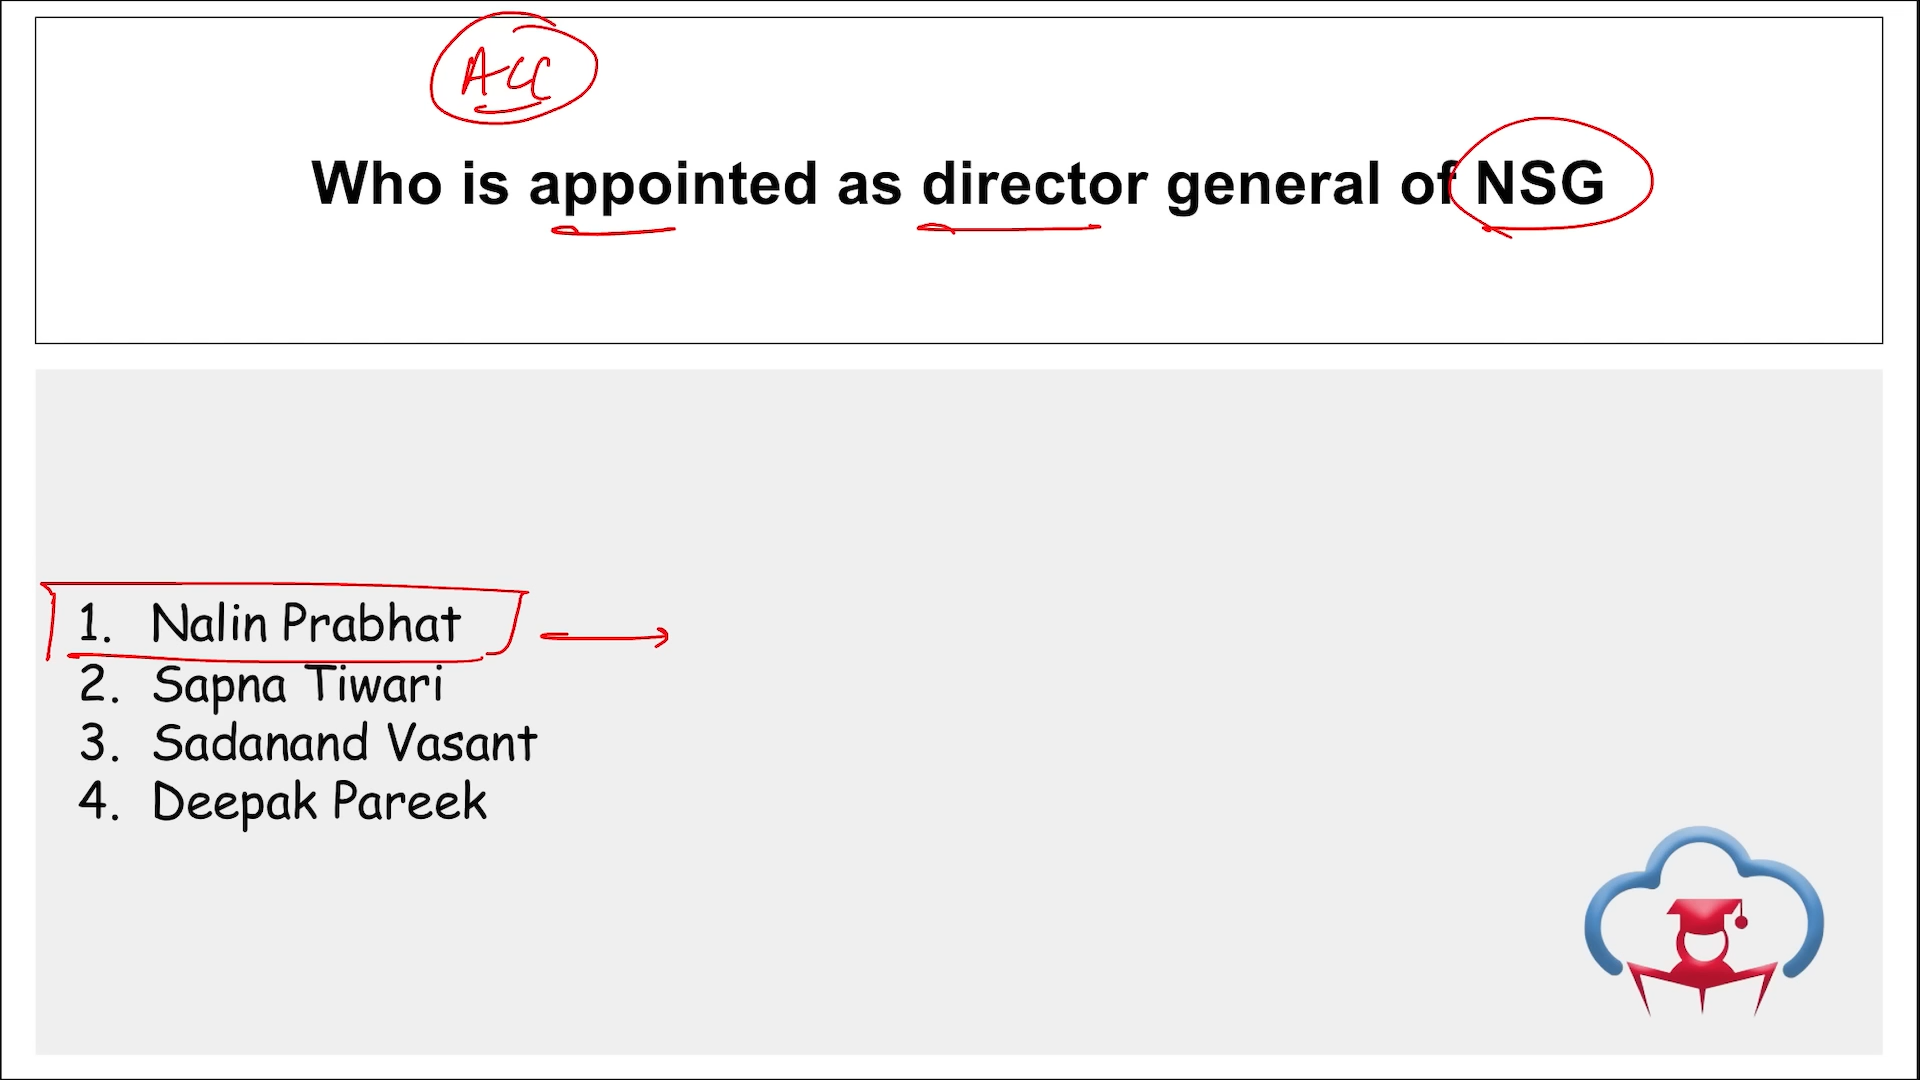 ACC
Who is appointed as director general of NSG
1. Nalin Prabhat
2. Sapna Tiwari
3. Sadanand Vasant
4. Deepak Pareek